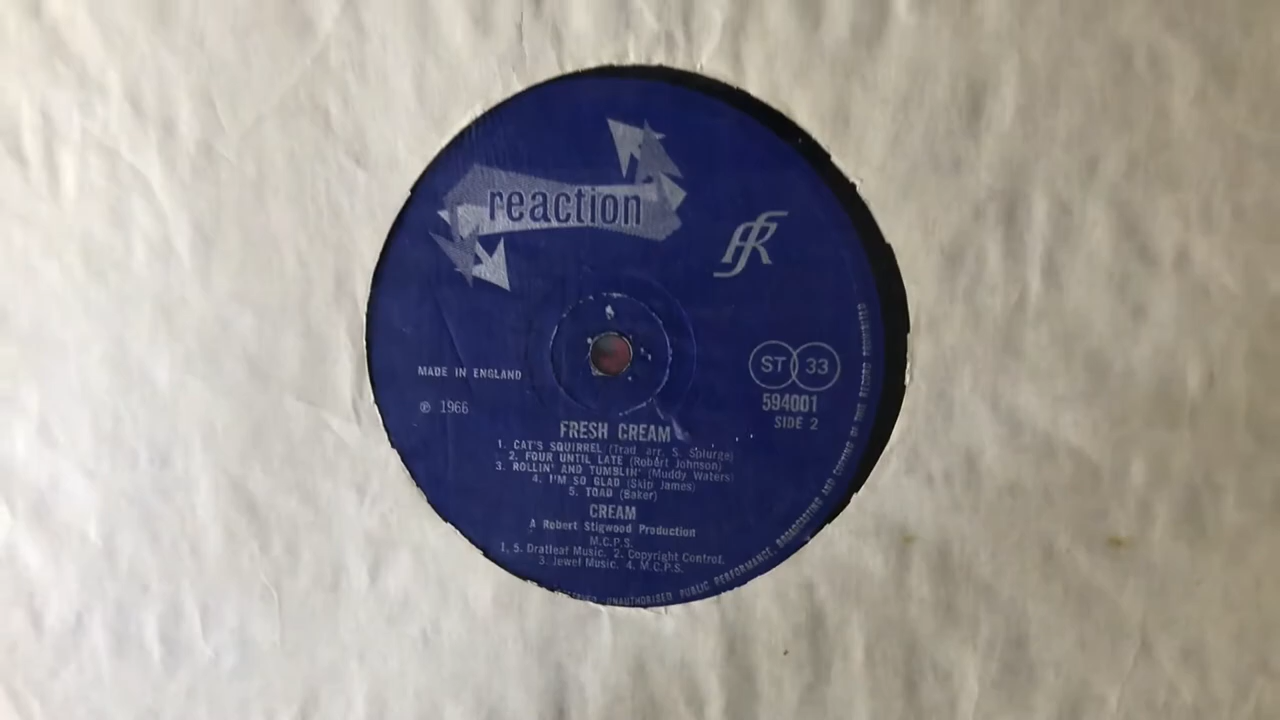 reaction
ST 33
MADE IN ENGLAND
594001
℗ 1966
SIDE 2
FRESH CREAM
1. CAT'S SQUIRREL (Trad arr. S. Splurge)
2. FOUR UNTIL LATE (Robert Johnson)
3. ROLLIN' AND TUMBLIN' (Muddy Waters)
4. I'M SO GLAD (Skip James)
5. TOAD (Baker)
CREAM
A Robert Stigwood Production
M.C.P.S.
1, 5. Dratleaf Music. 2. Copyright Control.
3. Jewel Music. 4. M.C.P.S.
UNAUTHORISED PUBLIC PERFORMANCE, BROADCASTING AND COPYING OF THIS RECORD PROHIBITED